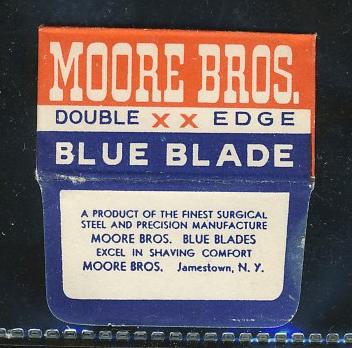 MOORE BROS.
DOUBLE XX EDGE
BLUE BLADE
A PRODUCT OF THE FINEST SURGICAL
STEEL AND PRECISION MANUFACTURE
MOORE BROS. BLUE BLADES
EXCEL IN SHAVING COMFORT
MOORE BROS. Jamestown, N. Y.